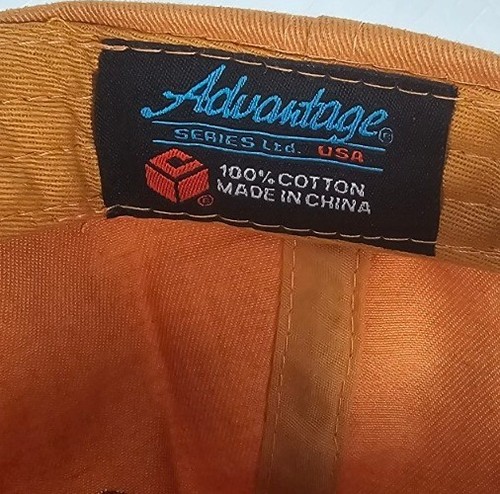 Advantage®
SERIES Ltd. USA
100% COTTON
MADE IN CHINA
®